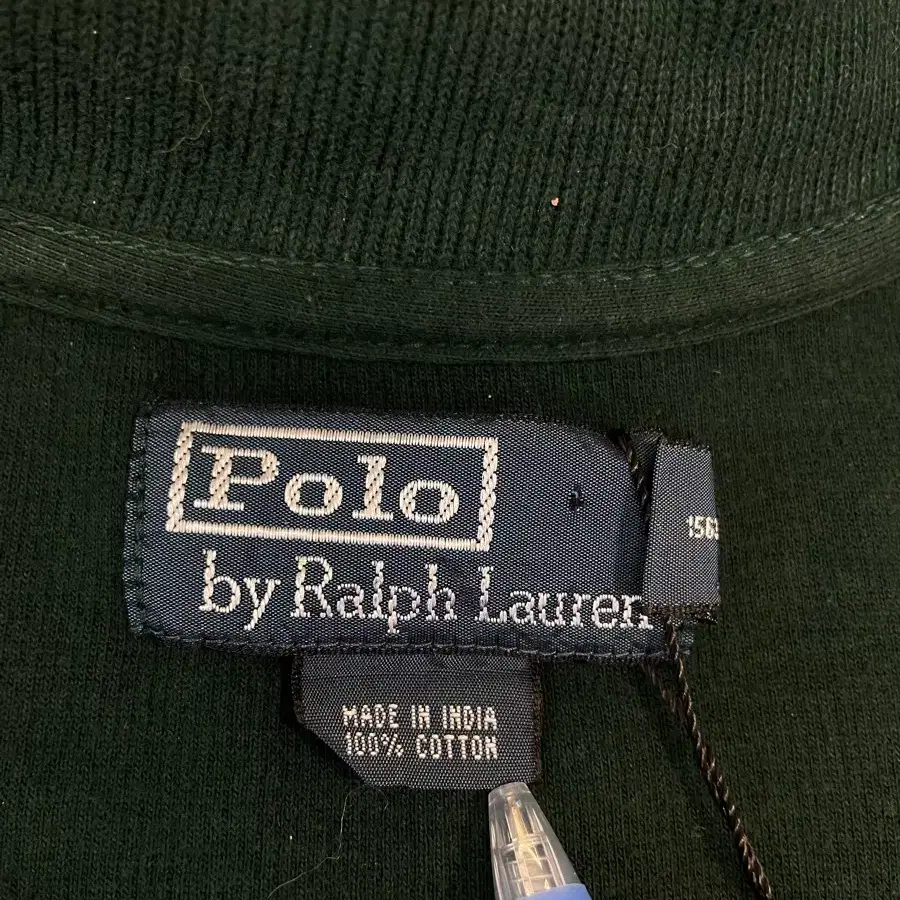 Polo
by Ralph Lauren
MADE IN INDIA
100% COTTON